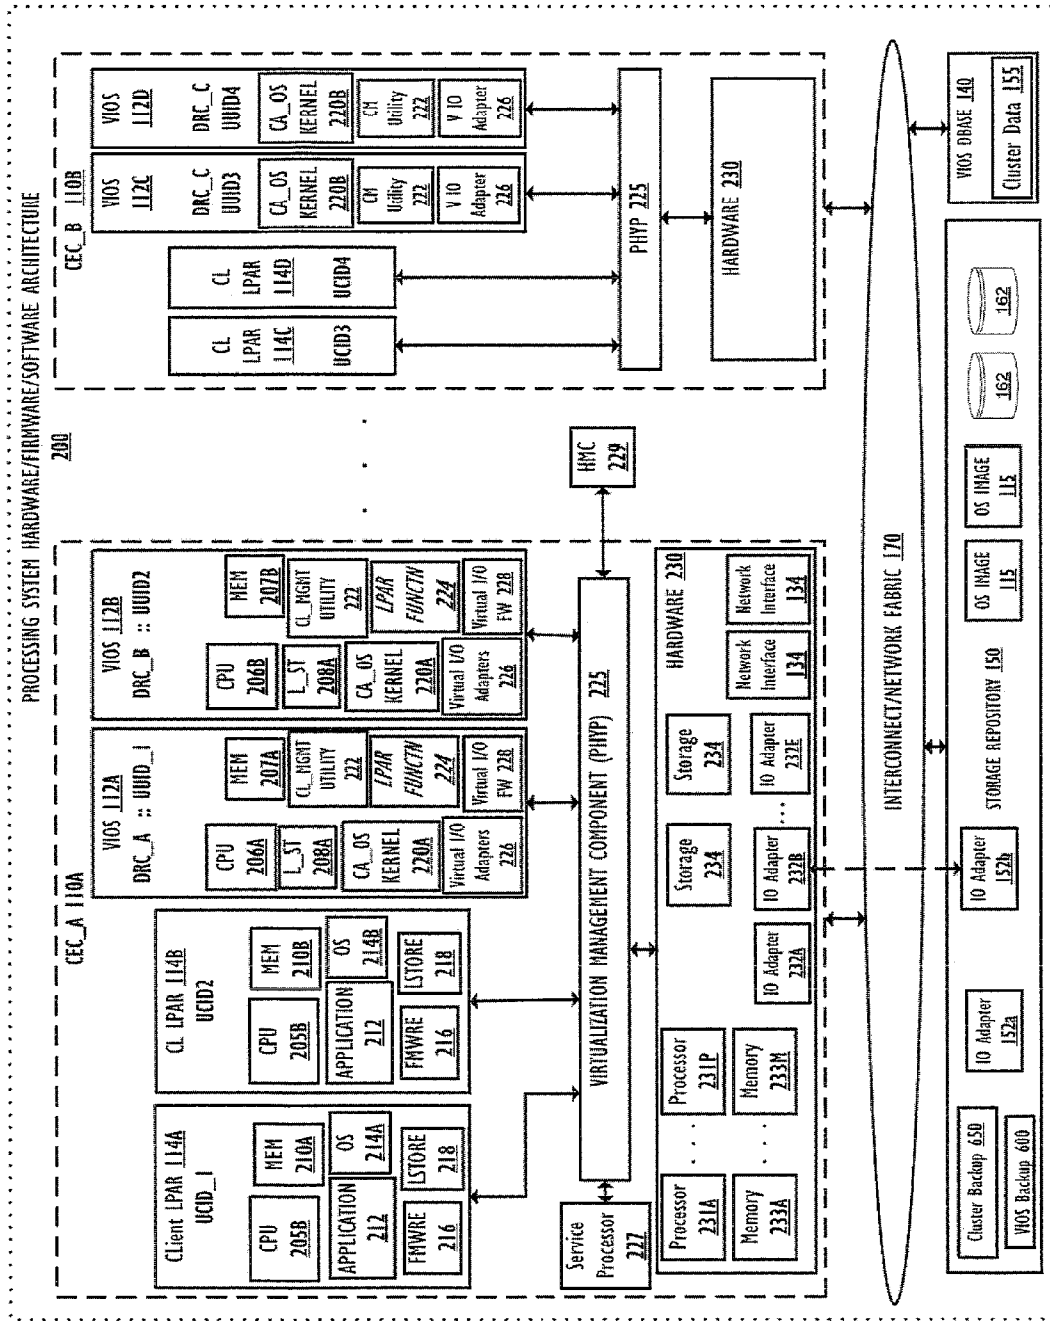 PROCESSING SYSTEM HARDWARE/FIRMWARE/SOFTWARE ARCHITECTURE
200
CEC_A 110A
CLient LPAR 114A
UCID_1
CPU
205B
MEM
210A
APPLICATION
212
OS
214A
FMWRE
216
LSTORE
218
CL LPAR 114B
UCID2
CPU
205B
MEM
210B
APPLICATION
212
OS
214B
FMWRE
216
LSTORE
218
VIOS 112A
DRC_A :: UUID_1
CPU
206A
MEM
207A
L_ST
208A
CL_MGMT
UTILITY
222
CA_OS
KERNEL
220A
LPAR
FUNCTN
224
Virtual I/O
Adapters
226
Virtual I/O
FW 228
VIOS 112B
DRC_B :: UUID2
CPU
206B
MEM
207B
L_ST
208A
CL_MGMT
UTILITY
222
CA_OS
KERNEL
220A
LPAR
FUNCTN
224
Virtual I/O
Adapters
226
Virtual I/O
FW 228
Service
Processor
227
VIRTUALIZATION MANAGEMENT COMPONENT (PHYP) 225
HMC
229
HARDWARE 230
Processor
231A
. . .
Processor
231P
Memory
233A
. . .
Memory
233M
Storage
234
Storage
234
IO Adapter
232A
IO Adapter
232B
...
IO Adapter
232E
Network
Interface
134
Network
Interface
134
. . .
CEC_B 110B
CL
LPAR
114C
UCID3
CL
LPAR
114D
UCID4
VIOS
112C
DRC_C
UUID3
CA_OS
KERNEL
220B
CM
Utility
222
V IO
Adapter
226
VIOS
112D
DRC_C
UUID4
CA_OS
KERNEL
220B
CM
Utility
222
V IO
Adapter
226
PHYP 225
HARDWARE 230
INTERCONNECT/NETWORK FABRIC 170
STORAGE REPOSITORY 150
Cluster Backup 650
VIOS Backup 600
IO Adapter
152a
IO Adapter
152b
OS IMAGE
115
OS IMAGE
115
162
162
VIOS DBASE 140
Cluster Data 155